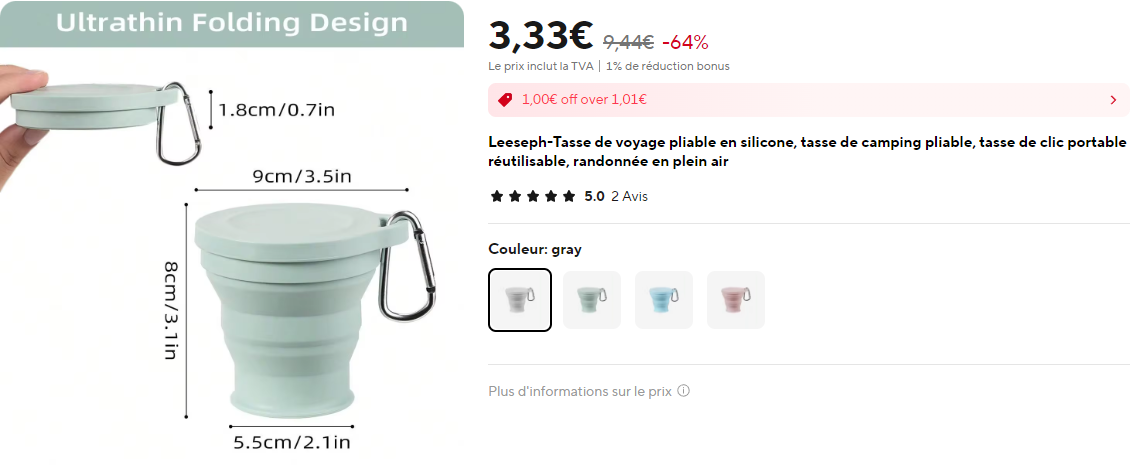 Ultrathin Folding Design
1.8cm/0.7in
9cm/3.5in
8cm/3.1in
5.5cm/2.1in
3,33€ 9,44€ -64%
Le prix inclut la TVA | 1% de réduction bonus
1,00€ off over 1,01€
Leeseph-Tasse de voyage pliable en silicone, tasse de camping pliable, tasse de clic portable
réutilisable, randonnée en plein air
5.0 2 Avis
Couleur: gray
Plus d'informations sur le prix